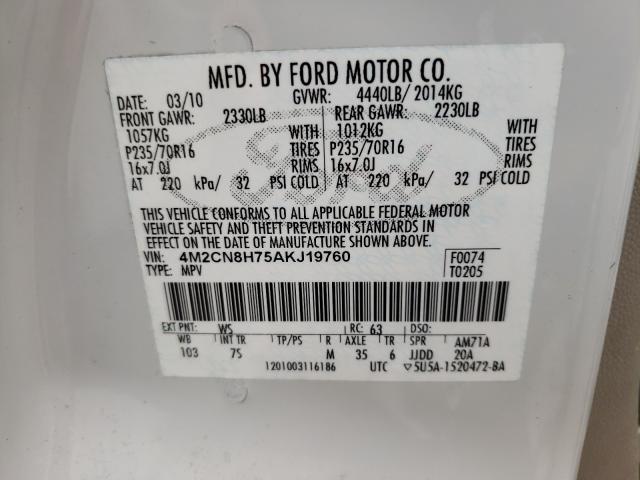 MFD. BY FORD MOTOR CO.
DATE: 03/10 GVWR: 4440LB/ 2014KG
FRONT GAWR: 2330LB REAR GAWR: 2230LB
1057KG WITH 1012KG WITH
P235/70R16 TIRES P235/70R16 TIRES
16x7.0J RIMS 16x7.0J RIMS
AT 220 kPa/ 32 PSI COLD AT 220 kPa/ 32 PSI COLD
THIS VEHICLE CONFORMS TO ALL APPLICABLE FEDERAL MOTOR
VEHICLE SAFETY AND THEFT PREVENTION STANDARDS IN
EFFECT ON THE DATE OF MANUFACTURE SHOWN ABOVE.
VIN: 4M2CN8H75AKJ19760 F0074
TYPE: MPV T0205
EXT PNT: WS RC: 63 DSO:
WB INT TR TP/PS R AXLE TR SPR AM71A
103 7S M 35 6 JJDD 20A
1201003116186 UTC ▽5U5A-1520472-BA
Ford